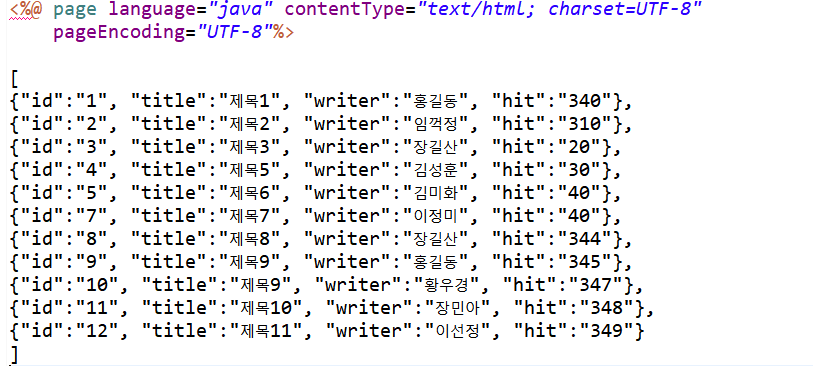 <%@ page language="java" contentType="text/html; charset=UTF-8"
    pageEncoding="UTF-8"%>
[
{"id":"1", "title":"제목1", "writer":"홍길동", "hit":"340"},
{"id":"2", "title":"제목2", "writer":"임꺽정", "hit":"310"},
{"id":"3", "title":"제목3", "writer":"장길산", "hit":"20"},
{"id":"4", "title":"제목5", "writer":"김성훈", "hit":"30"},
{"id":"5", "title":"제목6", "writer":"김미화", "hit":"40"},
{"id":"7", "title":"제목7", "writer":"이정미", "hit":"40"},
{"id":"8", "title":"제목8", "writer":"장길산", "hit":"344"},
{"id":"9", "title":"제목9", "writer":"홍길동", "hit":"345"},
{"id":"10", "title":"제목9", "writer":"황우경", "hit":"347"},
{"id":"11", "title":"제목10", "writer":"장민아", "hit":"348"},
{"id":"12", "title":"제목11", "writer":"이선정", "hit":"349"}
]